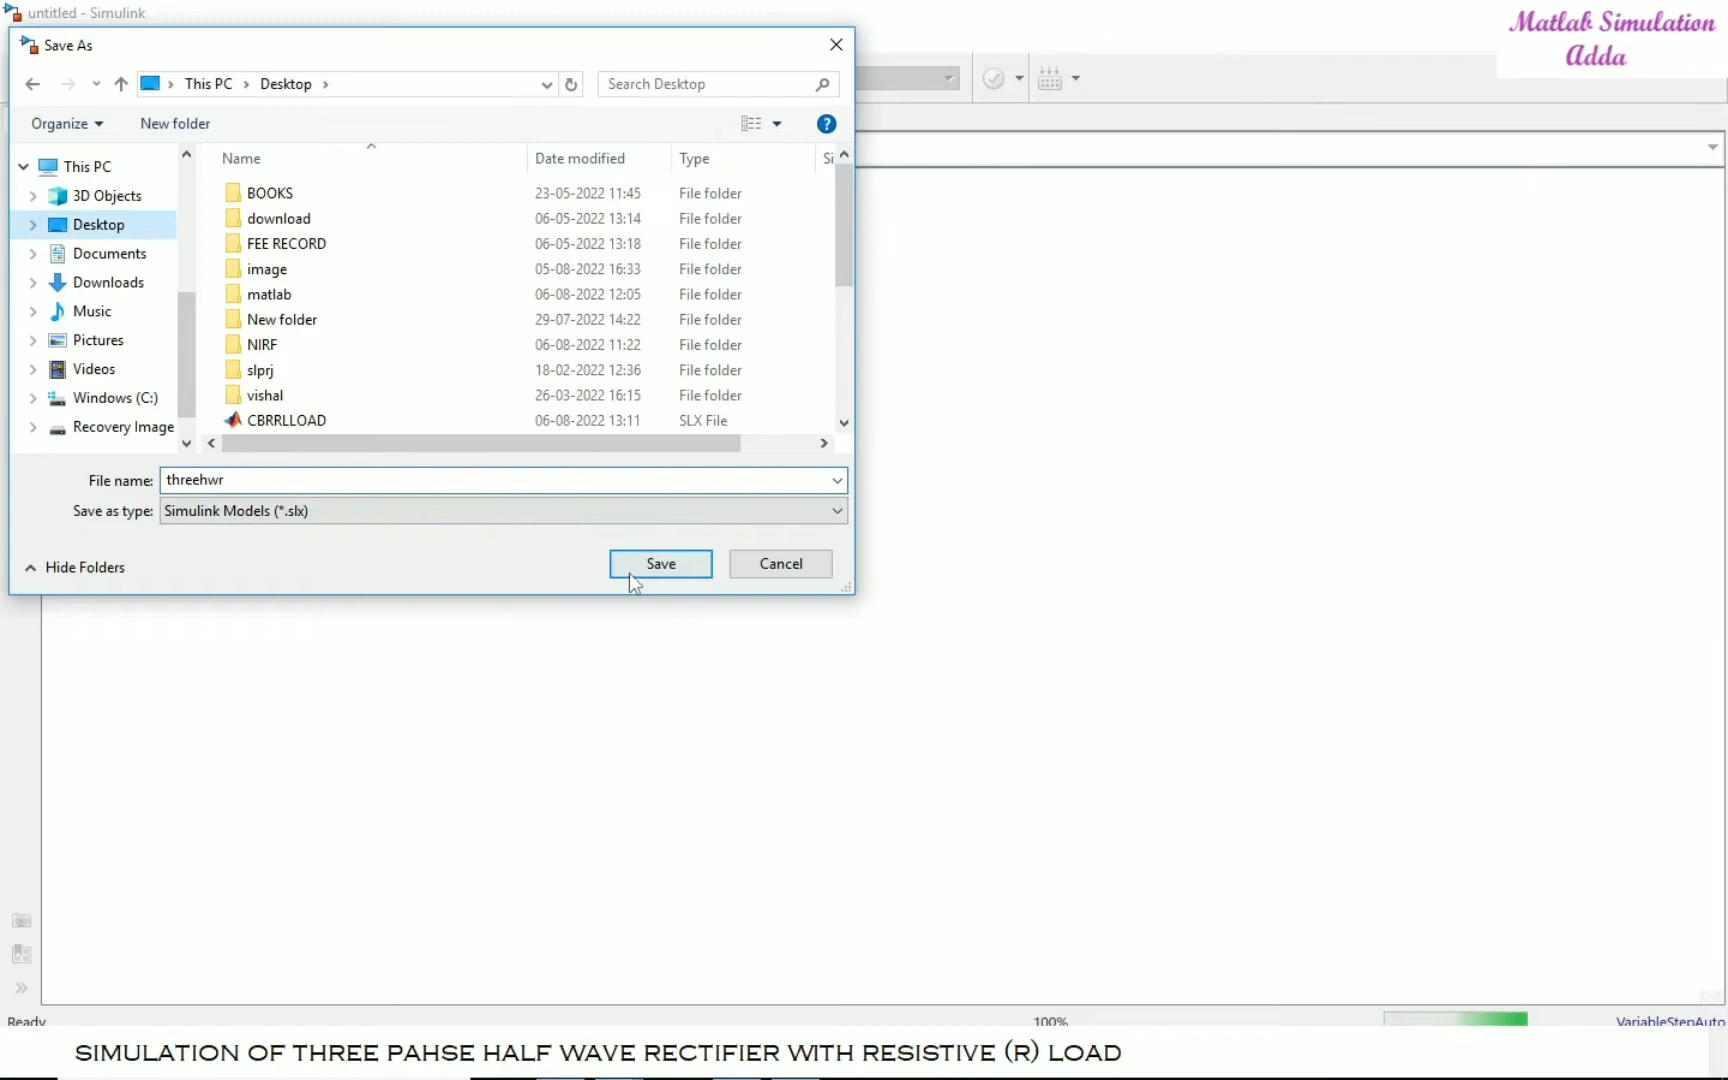 untitled - Simulink
Matlab Simulation
Adda
Save As
This PC
Desktop
Search Desktop
Organize
New folder
Name
Date modified
Type
Si
This PC
3D Objects
Desktop
Documents
Downloads
Music
Pictures
Videos
Windows (C:)
Recovery Image
BOOKS 23-05-2022 11:45 File folder
download 06-05-2022 13:14 File folder
FEE RECORD 06-05-2022 13:18 File folder
image 05-08-2022 16:33 File folder
matlab 06-08-2022 12:05 File folder
New folder 29-07-2022 14:22 File folder
NIRF 06-08-2022 11:22 File folder
slprj 18-02-2022 12:36 File folder
vishal 26-03-2022 16:15 File folder
CBRRLLOAD 06-08-2022 13:11 SLX File
File name: threehwr
Save as type: Simulink Models (*.slx)
Hide Folders
Save
Cancel
Ready
100%
VariableStepAuto
SIMULATION OF THREE PAHSE HALF WAVE RECTIFIER WITH RESISTIVE (R) LOAD